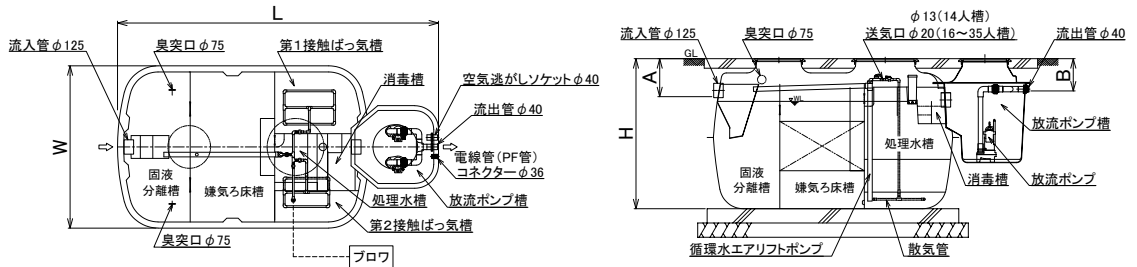 L
流入管φ125
臭突口φ75
第1接触ばっ気槽
消毒槽
空気逃がしソケットφ40
流出管φ40
W
固液
分離槽
嫌気ろ床槽
電線管(PF管)
コネクターφ36
放流ポンプ槽
処理水槽
第2接触ばっ気槽
臭突口φ75
ブロワ
φ13(14人槽)
流入管φ125
臭突口φ75
送気口φ20(16~35人槽)
流出管φ40
GL
A
B
WL
H
放流ポンプ槽
処理水槽
固液
分離槽
嫌気ろ床槽
消毒槽
放流ポンプ
循環水エアリフトポンプ
散気管